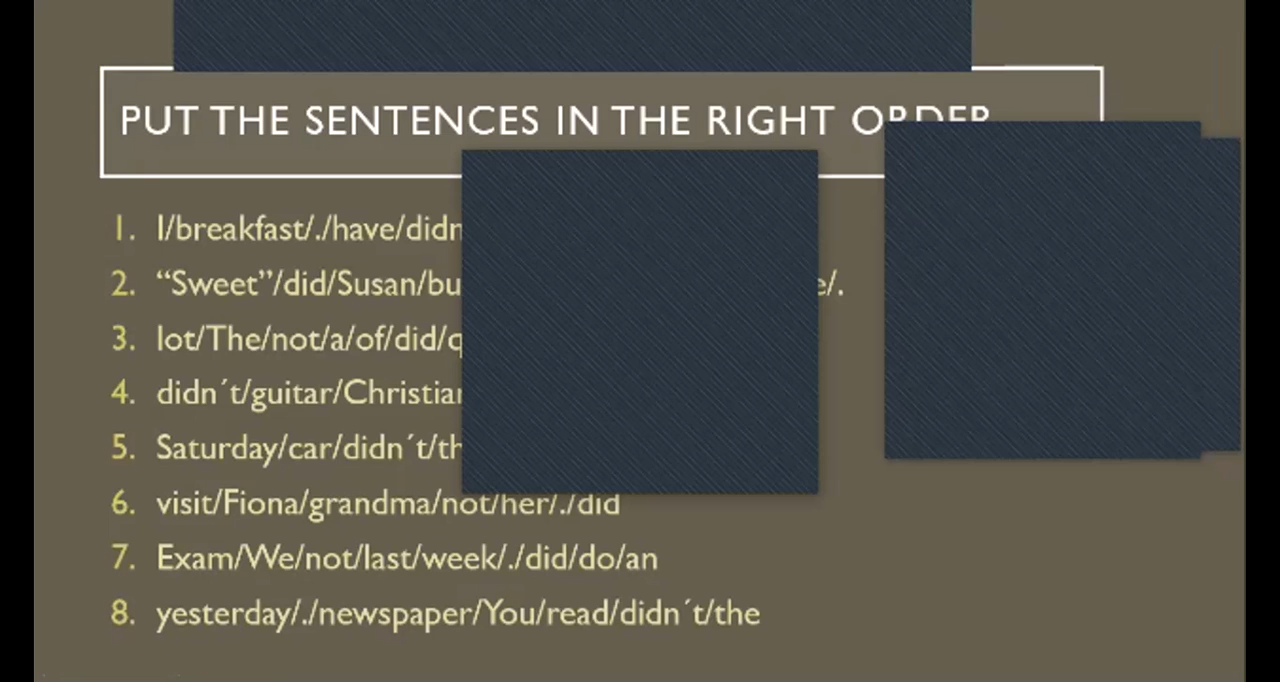 PUT THE SENTENCES IN THE RIGHT ORDER
1. I/breakfast/./have/didn
2. “Sweet”/did/Susan/bu e/.
3. lot/The/not/a/of/did/q
4. didn´t/guitar/Christian
5. Saturday/car/didn´t/th
6. visit/Fiona/grandma/not/her/./did
7. Exam/We/not/last/week/./did/do/an
8. yesterday/./newspaper/You/read/didn´t/the